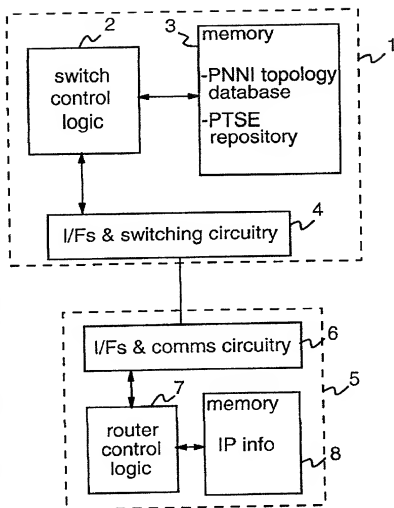 2
switch
control
logic
3
memory
-PNNI topology
database
-PTSE
repository
1
4
I/Fs & switching circuitry
I/Fs & comms circuitry
6
5
7
router
control
logic
memory
IP info
8